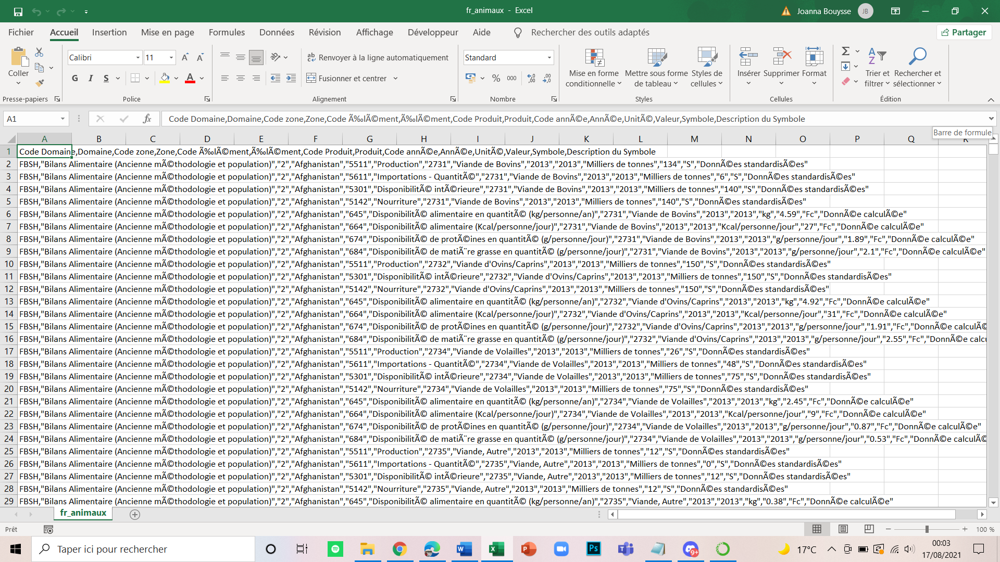 fr_animaux - Excel
Joanna Bouysse
JB
Fichier Accueil Insertion Mise en page Formules Données Révision Affichage Développeur Aide Rechercher des outils adaptés Partager
Coller
Presse-papiers
Calibri 11
G I S
Police
Renvoyer à la ligne automatiquement
Fusionner et centrer
Alignement
Standard
% 000
Nombre
Mise en forme conditionnelle
Mettre sous forme de tableau
Styles de cellules
Styles
Insérer Supprimer Format
Cellules
Trier et filtrer
Rechercher et sélectionner
Édition
A1
Code Domaine,Domaine,Code zone,Zone,Code Ã‰lÃ©ment,Ã‰lÃ©ment,Code Produit,Produit,Code annÃ©e,AnnÃ©e,UnitÃ©,Valeur,Symbole,Description du Symbole
Barre de formule
A B C D E F G H I J K L M N O P Q R
1 Code Domaine,Domaine,Code zone,Zone,Code Ã‰lÃ©ment,Ã‰lÃ©ment,Code Produit,Produit,Code annÃ©e,AnnÃ©e,UnitÃ©,Valeur,Symbole,Description du Symbole
2 FBSH,"Bilans Alimentaire (Ancienne mÃ©thodologie et population)","2","Afghanistan","5511","Production","2731","Viande de Bovins","2013","2013","Milliers de tonnes","134","S","DonnÃ©es standardisÃ©es"
3 FBSH,"Bilans Alimentaire (Ancienne mÃ©thodologie et population)","2","Afghanistan","5611","Importations - QuantitÃ©","2731","Viande de Bovins","2013","2013","Milliers de tonnes","6","S","DonnÃ©es standardisÃ©es"
4 FBSH,"Bilans Alimentaire (Ancienne mÃ©thodologie et population)","2","Afghanistan","5301","DisponibilitÃ© intÃ©rieure","2731","Viande de Bovins","2013","2013","Milliers de tonnes","140","S","DonnÃ©es standardisÃ©es"
5 FBSH,"Bilans Alimentaire (Ancienne mÃ©thodologie et population)","2","Afghanistan","5142","Nourriture","2731","Viande de Bovins","2013","2013","Milliers de tonnes","140","S","DonnÃ©es standardisÃ©es"
6 FBSH,"Bilans Alimentaire (Ancienne mÃ©thodologie et population)","2","Afghanistan","645","DisponibilitÃ© alimentaire en quantitÃ© (kg/personne/an)","2731","Viande de Bovins","2013","2013","kg","4.59","Fc","DonnÃ©e calculÃ©e"
7 FBSH,"Bilans Alimentaire (Ancienne mÃ©thodologie et population)","2","Afghanistan","664","DisponibilitÃ© alimentaire (Kcal/personne/jour)","2731","Viande de Bovins","2013","2013","Kcal/personne/jour","27","Fc","DonnÃ©e calculÃ©e"
8 FBSH,"Bilans Alimentaire (Ancienne mÃ©thodologie et population)","2","Afghanistan","674","DisponibilitÃ© de protÃ©ines en quantitÃ© (g/personne/jour)","2731","Viande de Bovins","2013","2013","g/personne/jour","1.89","Fc","DonnÃ©e calculÃ©e"
9 FBSH,"Bilans Alimentaire (Ancienne mÃ©thodologie et population)","2","Afghanistan","684","DisponibilitÃ© de matiÃ¨re grasse en quantitÃ© (g/personne/jour)","2731","Viande de Bovins","2013","2013","g/personne/jour","2.1","Fc","DonnÃ©e calculÃ©e"
10 FBSH,"Bilans Alimentaire (Ancienne mÃ©thodologie et population)","2","Afghanistan","5511","Production","2732","Viande d'Ovins/Caprins","2013","2013","Milliers de tonnes","150","S","DonnÃ©es standardisÃ©es"
11 FBSH,"Bilans Alimentaire (Ancienne mÃ©thodologie et population)","2","Afghanistan","5301","DisponibilitÃ© intÃ©rieure","2732","Viande d'Ovins/Caprins","2013","2013","Milliers de tonnes","150","S","DonnÃ©es standardisÃ©es"
12 FBSH,"Bilans Alimentaire (Ancienne mÃ©thodologie et population)","2","Afghanistan","5142","Nourriture","2732","Viande d'Ovins/Caprins","2013","2013","Milliers de tonnes","150","S","DonnÃ©es standardisÃ©es"
13 FBSH,"Bilans Alimentaire (Ancienne mÃ©thodologie et population)","2","Afghanistan","645","DisponibilitÃ© alimentaire en quantitÃ© (kg/personne/an)","2732","Viande d'Ovins/Caprins","2013","2013","kg","4.92","Fc","DonnÃ©e calculÃ©e"
14 FBSH,"Bilans Alimentaire (Ancienne mÃ©thodologie et population)","2","Afghanistan","664","DisponibilitÃ© alimentaire (Kcal/personne/jour)","2732","Viande d'Ovins/Caprins","2013","2013","Kcal/personne/jour","31","Fc","DonnÃ©e calculÃ©e"
15 FBSH,"Bilans Alimentaire (Ancienne mÃ©thodologie et population)","2","Afghanistan","674","DisponibilitÃ© de protÃ©ines en quantitÃ© (g/personne/jour)","2732","Viande d'Ovins/Caprins","2013","2013","g/personne/jour","1.91","Fc","DonnÃ©e calculÃ©
16 FBSH,"Bilans Alimentaire (Ancienne mÃ©thodologie et population)","2","Afghanistan","684","DisponibilitÃ© de matiÃ¨re grasse en quantitÃ© (g/personne/jour)","2732","Viande d'Ovins/Caprins","2013","2013","g/personne/jour","2.55","Fc","DonnÃ©e calcu
17 FBSH,"Bilans Alimentaire (Ancienne mÃ©thodologie et population)","2","Afghanistan","5511","Production","2734","Viande de Volailles","2013","2013","Milliers de tonnes","26","S","DonnÃ©es standardisÃ©es"
18 FBSH,"Bilans Alimentaire (Ancienne mÃ©thodologie et population)","2","Afghanistan","5611","Importations - QuantitÃ©","2734","Viande de Volailles","2013","2013","Milliers de tonnes","48","S","DonnÃ©es standardisÃ©es"
19 FBSH,"Bilans Alimentaire (Ancienne mÃ©thodologie et population)","2","Afghanistan","5301","DisponibilitÃ© intÃ©rieure","2734","Viande de Volailles","2013","2013","Milliers de tonnes","75","S","DonnÃ©es standardisÃ©es"
20 FBSH,"Bilans Alimentaire (Ancienne mÃ©thodologie et population)","2","Afghanistan","5142","Nourriture","2734","Viande de Volailles","2013","2013","Milliers de tonnes","75","S","DonnÃ©es standardisÃ©es"
21 FBSH,"Bilans Alimentaire (Ancienne mÃ©thodologie et population)","2","Afghanistan","645","DisponibilitÃ© alimentaire en quantitÃ© (kg/personne/an)","2734","Viande de Volailles","2013","2013","kg","2.45","Fc","DonnÃ©e calculÃ©e"
22 FBSH,"Bilans Alimentaire (Ancienne mÃ©thodologie et population)","2","Afghanistan","664","DisponibilitÃ© alimentaire (Kcal/personne/jour)","2734","Viande de Volailles","2013","2013","Kcal/personne/jour","9","Fc","DonnÃ©e calculÃ©e"
23 FBSH,"Bilans Alimentaire (Ancienne mÃ©thodologie et population)","2","Afghanistan","674","DisponibilitÃ© de protÃ©ines en quantitÃ© (g/personne/jour)","2734","Viande de Volailles","2013","2013","g/personne/jour","0.87","Fc","DonnÃ©e calculÃ©e"
24 FBSH,"Bilans Alimentaire (Ancienne mÃ©thodologie et population)","2","Afghanistan","684","DisponibilitÃ© de matiÃ¨re grasse en quantitÃ© (g/personne/jour)","2734","Viande de Volailles","2013","2013","g/personne/jour","0.53","Fc","DonnÃ©e calculÃ©
25 FBSH,"Bilans Alimentaire (Ancienne mÃ©thodologie et population)","2","Afghanistan","5511","Production","2735","Viande, Autre","2013","2013","Milliers de tonnes","12","S","DonnÃ©es standardisÃ©es"
26 FBSH,"Bilans Alimentaire (Ancienne mÃ©thodologie et population)","2","Afghanistan","5611","Importations - QuantitÃ©","2735","Viande, Autre","2013","2013","Milliers de tonnes","0","S","DonnÃ©es standardisÃ©es"
27 FBSH,"Bilans Alimentaire (Ancienne mÃ©thodologie et population)","2","Afghanistan","5301","DisponibilitÃ© intÃ©rieure","2735","Viande, Autre","2013","2013","Milliers de tonnes","12","S","DonnÃ©es standardisÃ©es"
28 FBSH,"Bilans Alimentaire (Ancienne mÃ©thodologie et population)","2","Afghanistan","5142","Nourriture","2735","Viande, Autre","2013","2013","Milliers de tonnes","12","S","DonnÃ©es standardisÃ©es"
29 FBSH,"Bilans Alimentaire (Ancienne mÃ©thodologie et population)","2","Afghanistan","645","DisponibilitÃ© alimentaire en quantitÃ© (kg/personne/an)","2735","Viande, Autre","2013","2013","kg","0.38","Fc","DonnÃ©e calculÃ©e"
fr_animaux
Prêt
100 %
Taper ici pour rechercher
17°C
00:03
17/08/2021